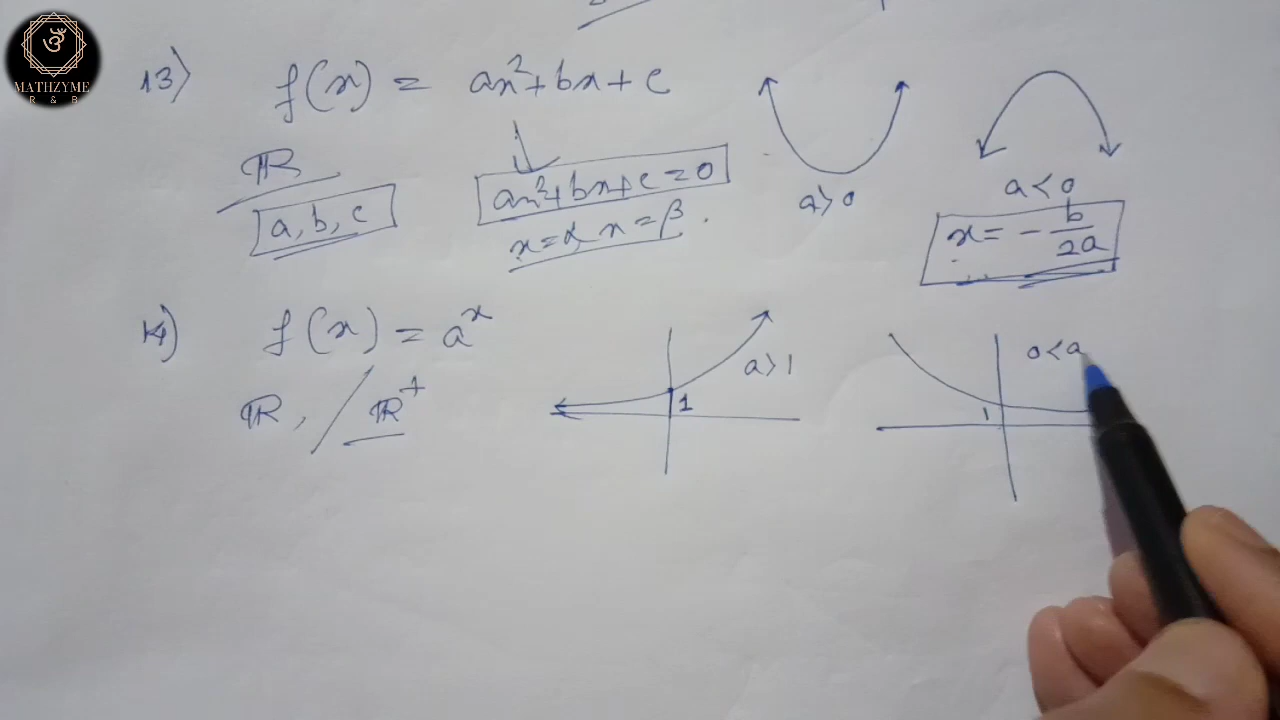 ॐ
MATHZYME
R & B
13) f(x) = ax²+bx+c
ℝ
a, b, c
ax²+bx+c=0
x=α, x=β.
a>0
a<0
x = -b/2a
14) f(x) = aˣ
ℝ, / ℝ⁺
a>1
1
0<a
1